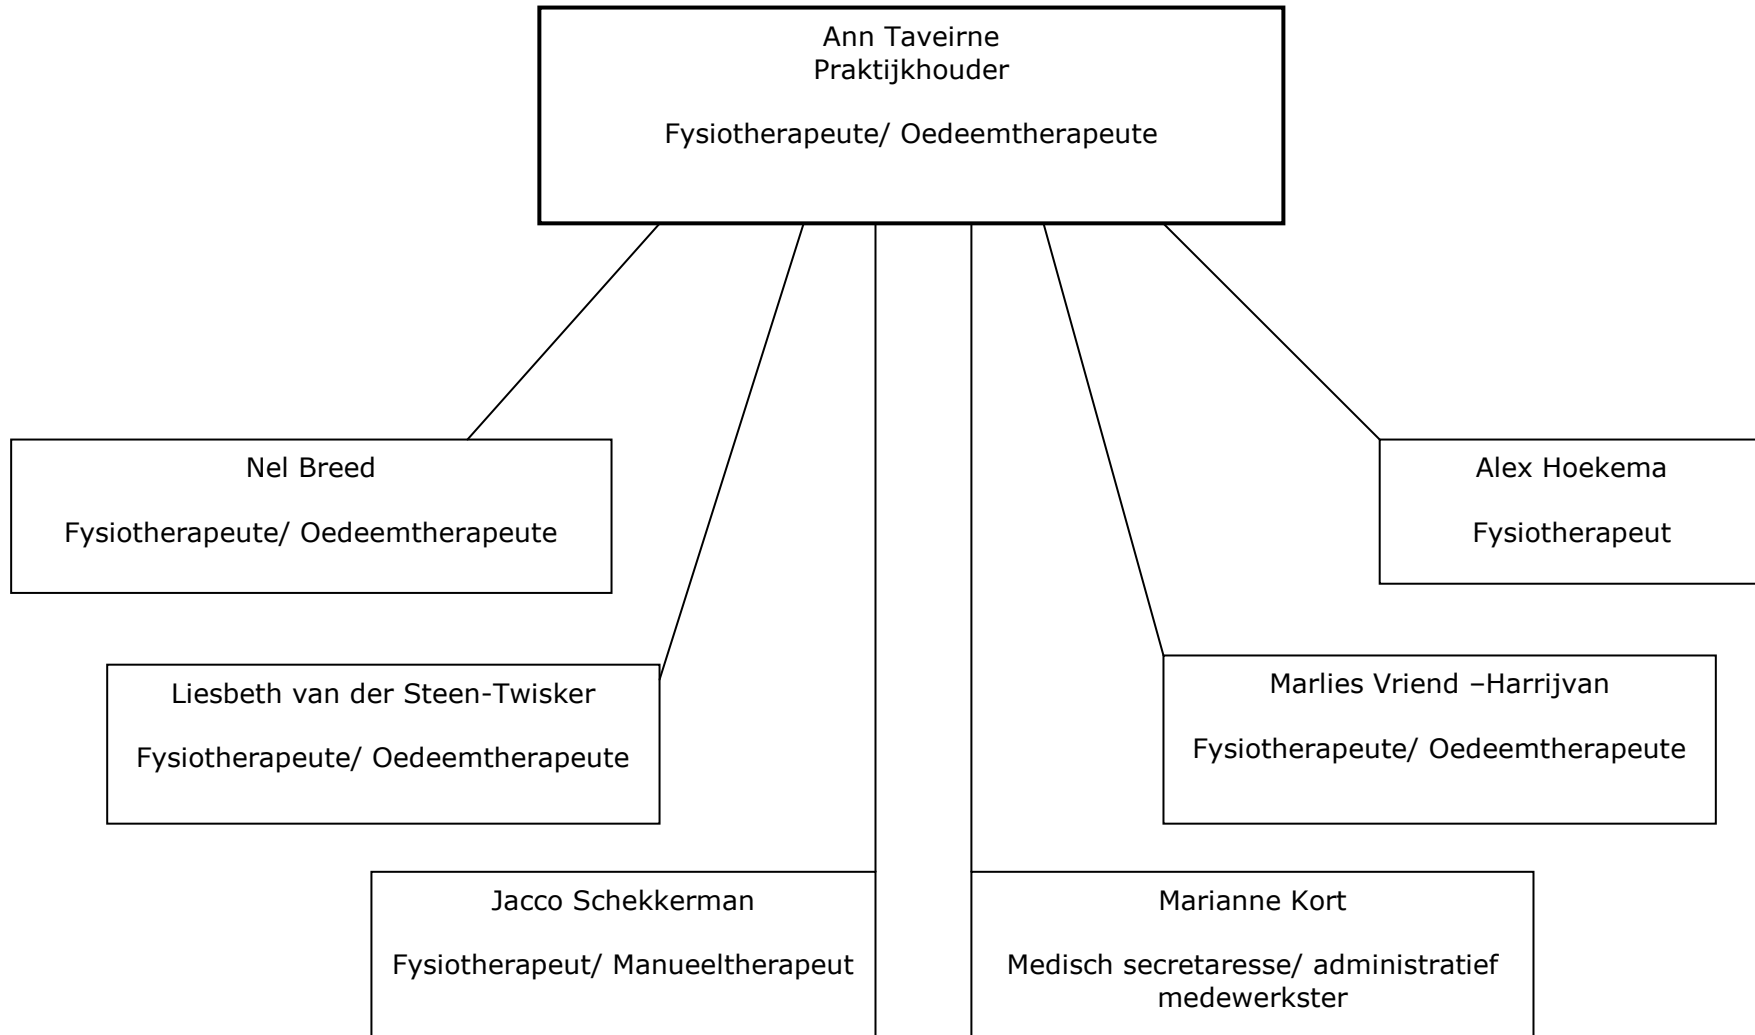 Ann Taveirne
Praktijkhouder
Fysiotherapeute/ Oedeemtherapeute
Nel Breed
Fysiotherapeute/ Oedeemtherapeute
Alex Hoekema
Fysiotherapeut
Liesbeth van der Steen-Twisker
Fysiotherapeute/ Oedeemtherapeute
Marlies Vriend –Harrijvan
Fysiotherapeute/ Oedeemtherapeute
Jacco Schekkerman
Fysiotherapeut/ Manueeltherapeut
Marianne Kort
Medisch secretaresse/ administratief
medewerkster